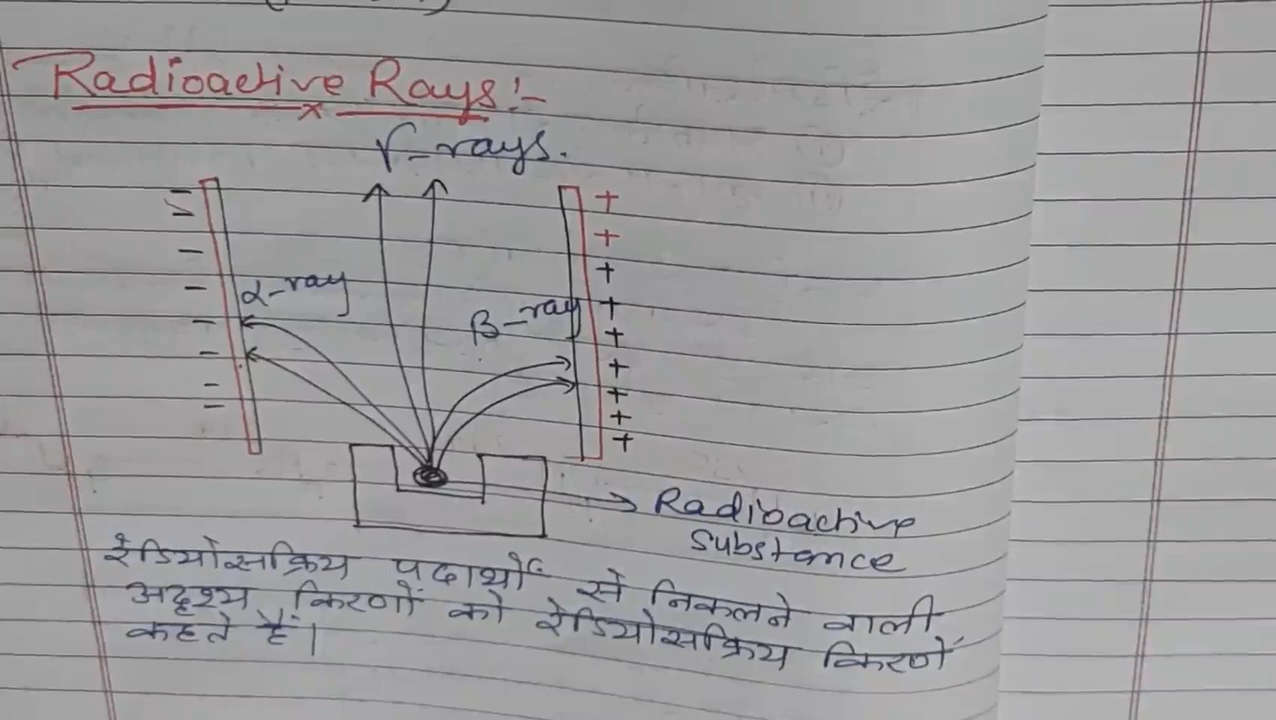 Radioactive Rays:-
γ-rays.
α-ray
β-ray
Radioactive
Substance
रेडियोसक्रिय पदार्थों से निकलने वाली
अदृश्य किरणों को रेडियोसक्रिय किरणें
कहते हैं।